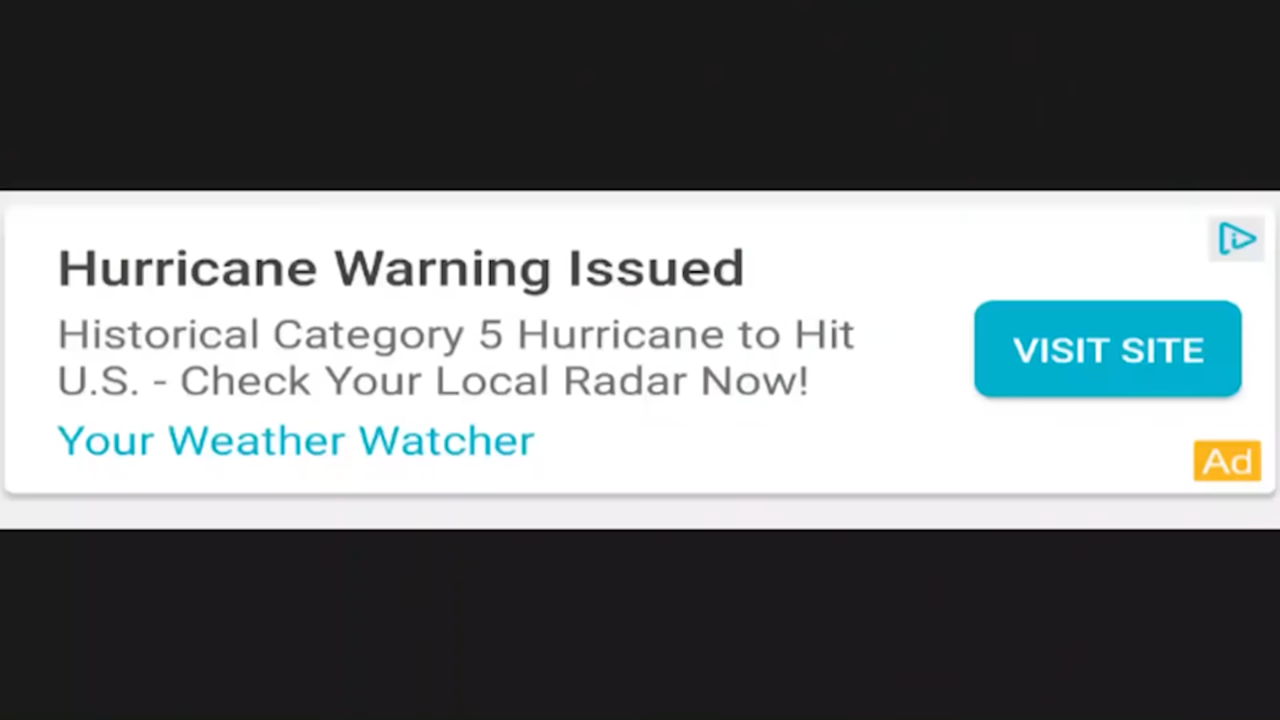 Hurricane Warning Issued
Historical Category 5 Hurricane to Hit
U.S. - Check Your Local Radar Now!
Your Weather Watcher
VISIT SITE
Ad